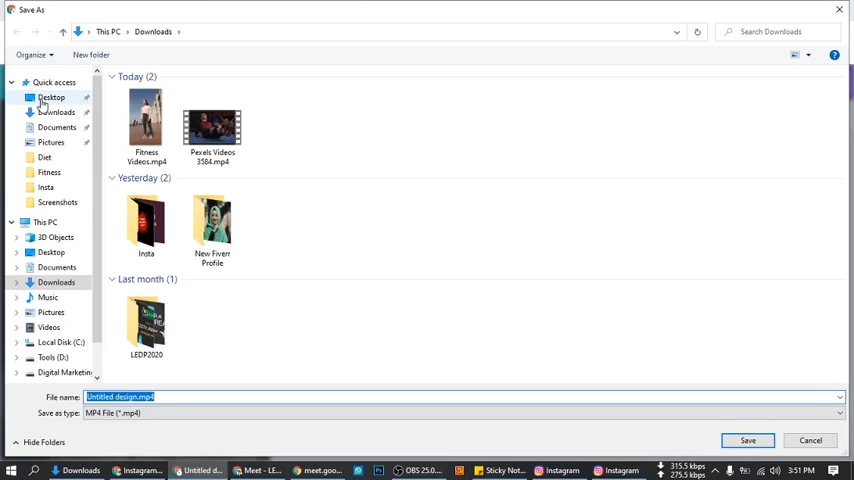 Save As
This PC > Downloads >
Search Downloads
Organize
New folder
Quick access
Desktop
Downloads
Documents
Pictures
Diet
Fitness
Insta
Screenshots
This PC
3D Objects
Desktop
Documents
Downloads
Music
Pictures
Videos
Local Disk (C:)
Tools (D:)
Digital Marketin
Today (2)
Fitness
Videos.mp4
Pexels Videos
3584.mp4
Yesterday (2)
Insta
New Fiverr
Profile
Last month (1)
LEDP2020
File name:
Untitled design.mp4
Save as type:
MP4 File (*.mp4)
Hide Folders
Save
Cancel
Downloads
Instagram...
Untitled d...
Meet - LE...
meet.goo...
OBS 25.0....
Sticky Not...
Instagram
Instagram
315.5 kbps
275.5 kbps
3:51 PM